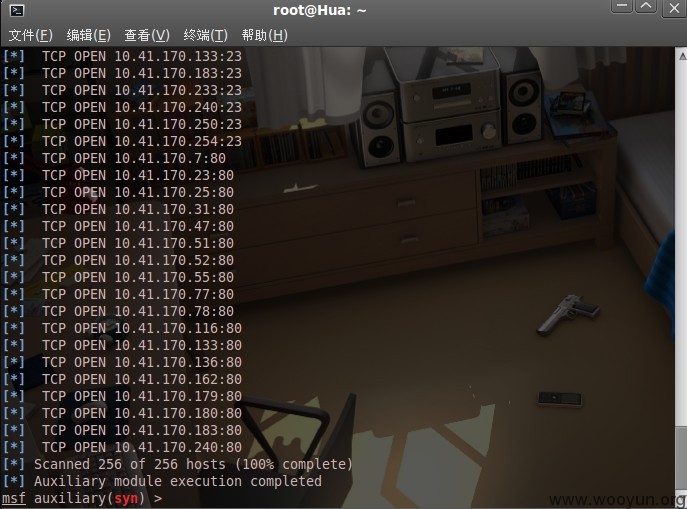 root@Hua: ~
文件(F) 编辑(E) 查看(V) 终端(T) 帮助(H)
[*] TCP OPEN 10.41.170.133:23
[*] TCP OPEN 10.41.170.183:23
[*] TCP OPEN 10.41.170.233:23
[*] TCP OPEN 10.41.170.240:23
[*] TCP OPEN 10.41.170.250:23
[*] TCP OPEN 10.41.170.254:23
[*] TCP OPEN 10.41.170.7:80
[*] TCP OPEN 10.41.170.23:80
[*] TCP OPEN 10.41.170.25:80
[*] TCP OPEN 10.41.170.31:80
[*] TCP OPEN 10.41.170.47:80
[*] TCP OPEN 10.41.170.51:80
[*] TCP OPEN 10.41.170.52:80
[*] TCP OPEN 10.41.170.55:80
[*] TCP OPEN 10.41.170.77:80
[*] TCP OPEN 10.41.170.78:80
[*] TCP OPEN 10.41.170.116:80
[*] TCP OPEN 10.41.170.133:80
[*] TCP OPEN 10.41.170.136:80
[*] TCP OPEN 10.41.170.162:80
[*] TCP OPEN 10.41.170.179:80
[*] TCP OPEN 10.41.170.180:80
[*] TCP OPEN 10.41.170.183:80
[*] TCP OPEN 10.41.170.240:80
[*] Scanned 256 of 256 hosts (100% complete)
[*] Auxiliary module execution completed
msf auxiliary(syn) >
www.wooyun.org